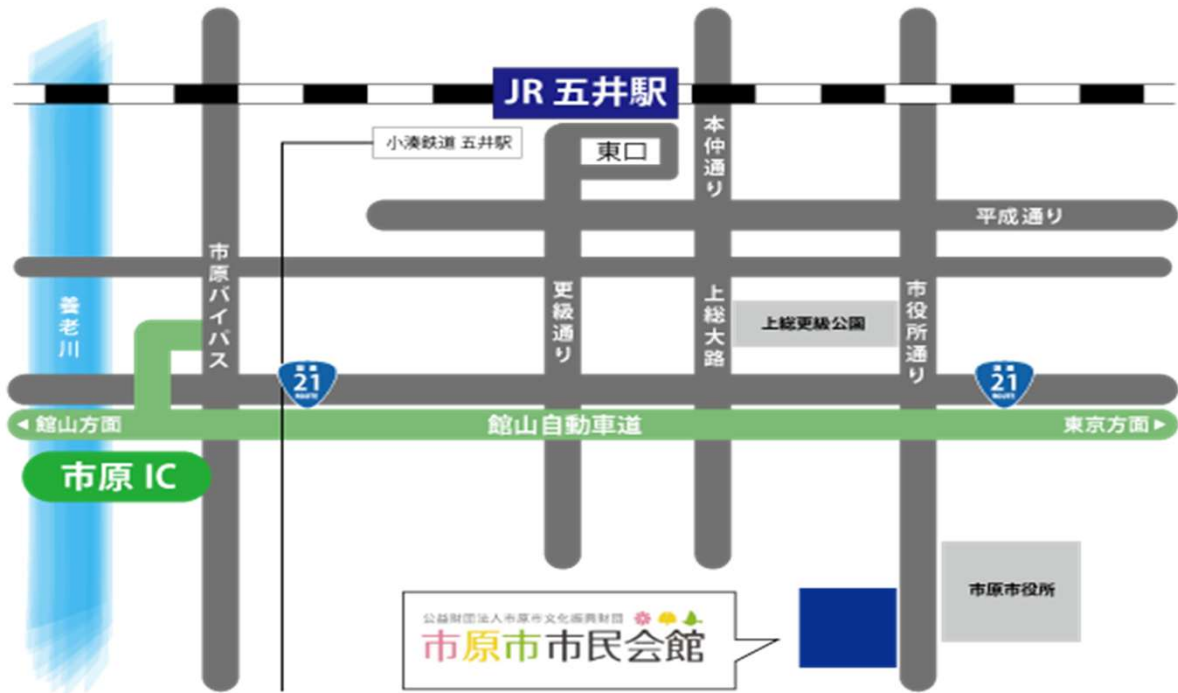 JR 五井駅
小湊鉄道 五井駅
東口
本仲通り
平成通り
市原バイパス
養老川
更級通り
上総大路
上総更級公園
市役所通り
21
ROUTE
21
ROUTE
◀ 館山方面
館山自動車道
東京方面 ▶
市原 IC
市原市役所
公益財団法人市原市文化振興財団
市原市市民会館